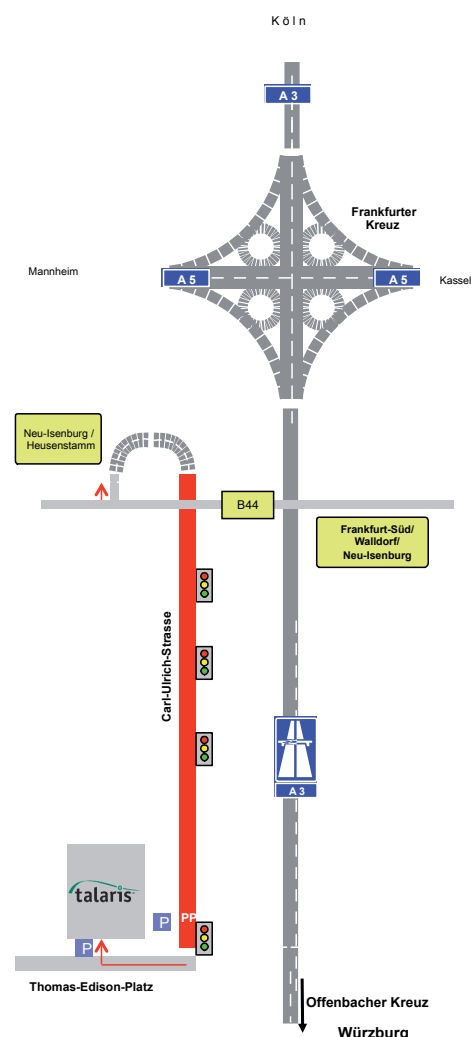 Köln
A 3
Frankfurter
Kreuz
Mannheim
A 5
A 5
Kassel
Neu-Isenburg /
Heusenstamm
B44
Frankfurt-Süd/
Walldorf/
Neu-Isenburg
Carl-Ulrich-Strasse
A 3
talaris
P
PP
P
Thomas-Edison-Platz
Offenbacher Kreuz
Würzburg